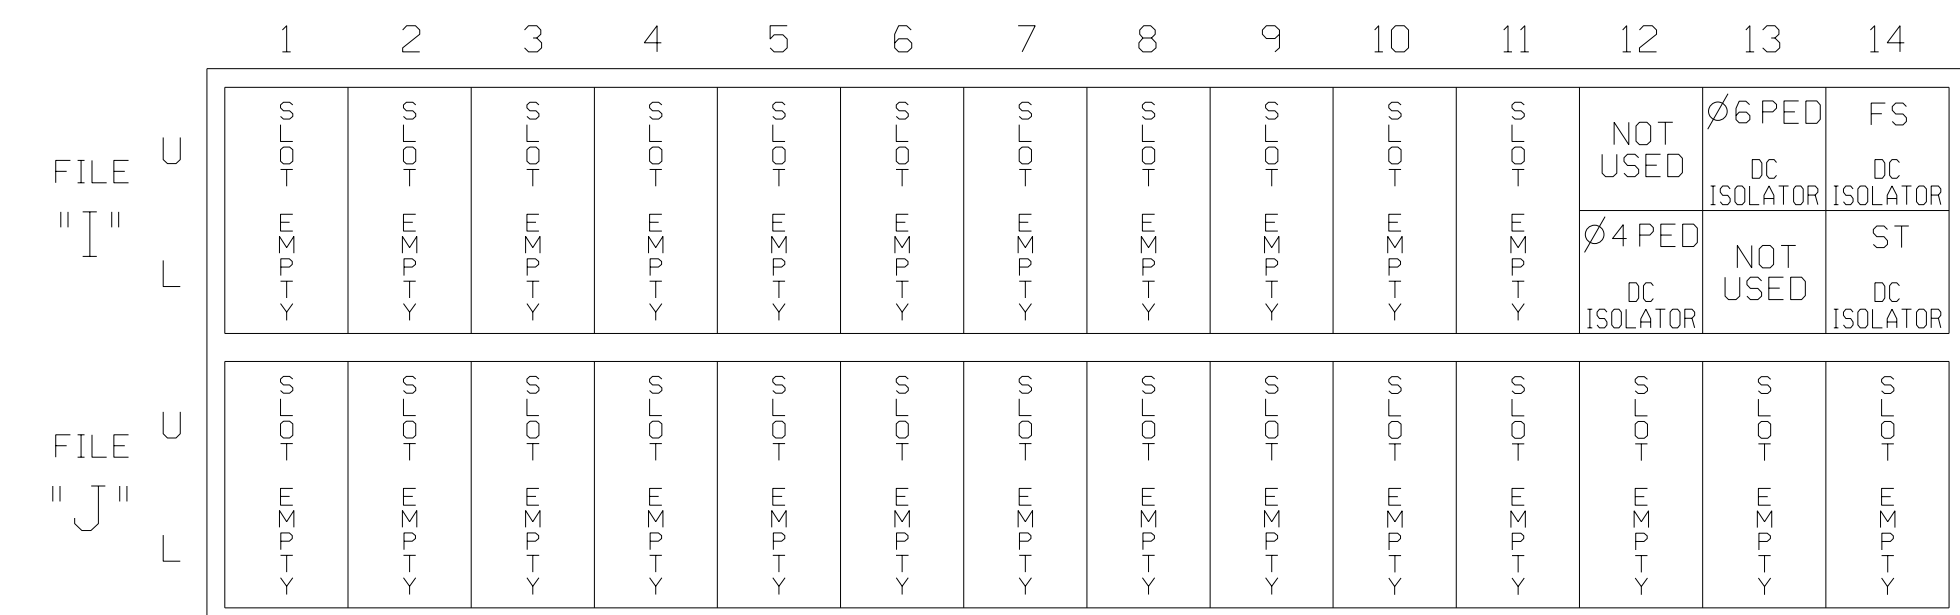 1 2 3 4 5 6 7 8 9 10 11 12 13 14
FILE
"I"
U
L
SLOT EMPTY
SLOT EMPTY
SLOT EMPTY
SLOT EMPTY
SLOT EMPTY
SLOT EMPTY
SLOT EMPTY
SLOT EMPTY
SLOT EMPTY
SLOT EMPTY
SLOT EMPTY
NOT
USED
Ø6 PED
DC
ISOLATOR
FS
DC
ISOLATOR
Ø4 PED
DC
ISOLATOR
NOT
USED
ST
DC
ISOLATOR
FILE
"J"
U
L
SLOT EMPTY
SLOT EMPTY
SLOT EMPTY
SLOT EMPTY
SLOT EMPTY
SLOT EMPTY
SLOT EMPTY
SLOT EMPTY
SLOT EMPTY
SLOT EMPTY
SLOT EMPTY
SLOT EMPTY
SLOT EMPTY
SLOT EMPTY